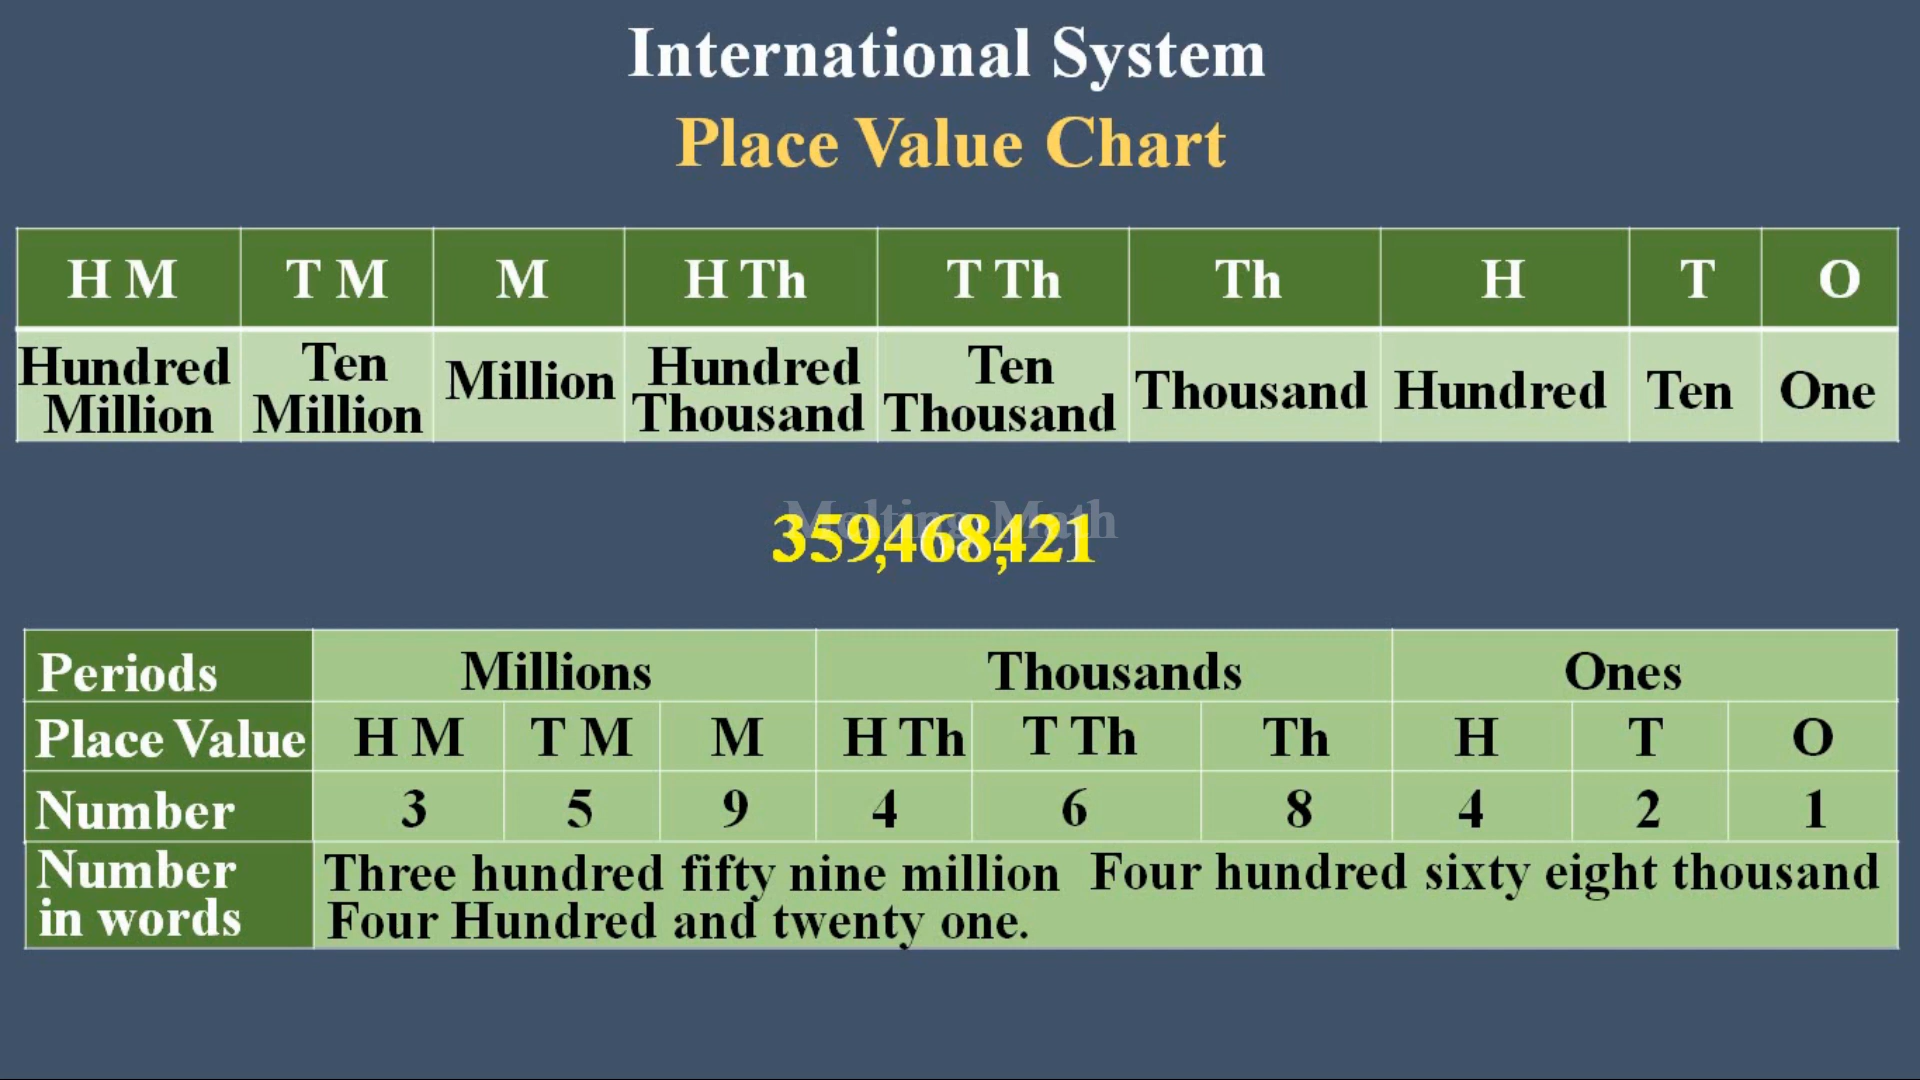 International System
Place Value Chart
H M T M M H Th T Th Th H T O
Hundred Million Ten Million Million Hundred Thousand Ten Thousand Thousand Hundred Ten One
Melting Math
359,468,421
Periods Millions Thousands Ones
Place Value H M T M M H Th T Th Th H T O
Number 3 5 9 4 6 8 4 2 1
Number in words Three hundred fifty nine million Four hundred sixty eight thousand
Four Hundred and twenty one.